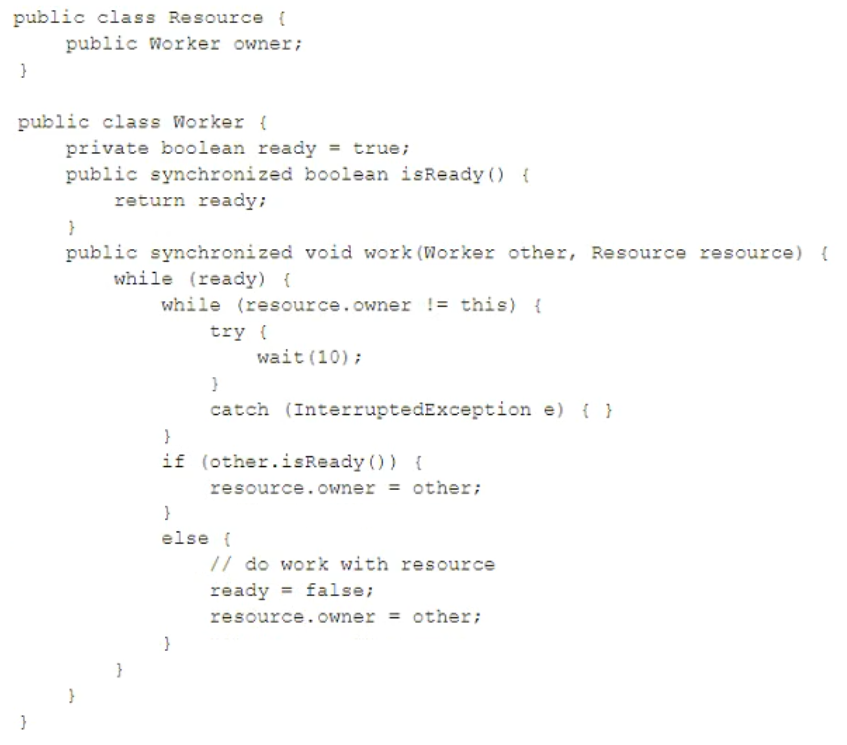 public class Resource {
public Worker owner;
}
public class Worker {
private boolean ready = true;
public synchronized boolean isReady() {
return ready;
}
public synchronized void work(Worker other, Resource resource) {
while (ready) {
while (resource.owner != this) {
try {
wait(10);
}
catch (InterruptedException e) { }
}
if (other.isReady()) {
resource.owner = other;
}
else {
// do work with resource
ready = false;
resource.owner = other;
}
}
}
}